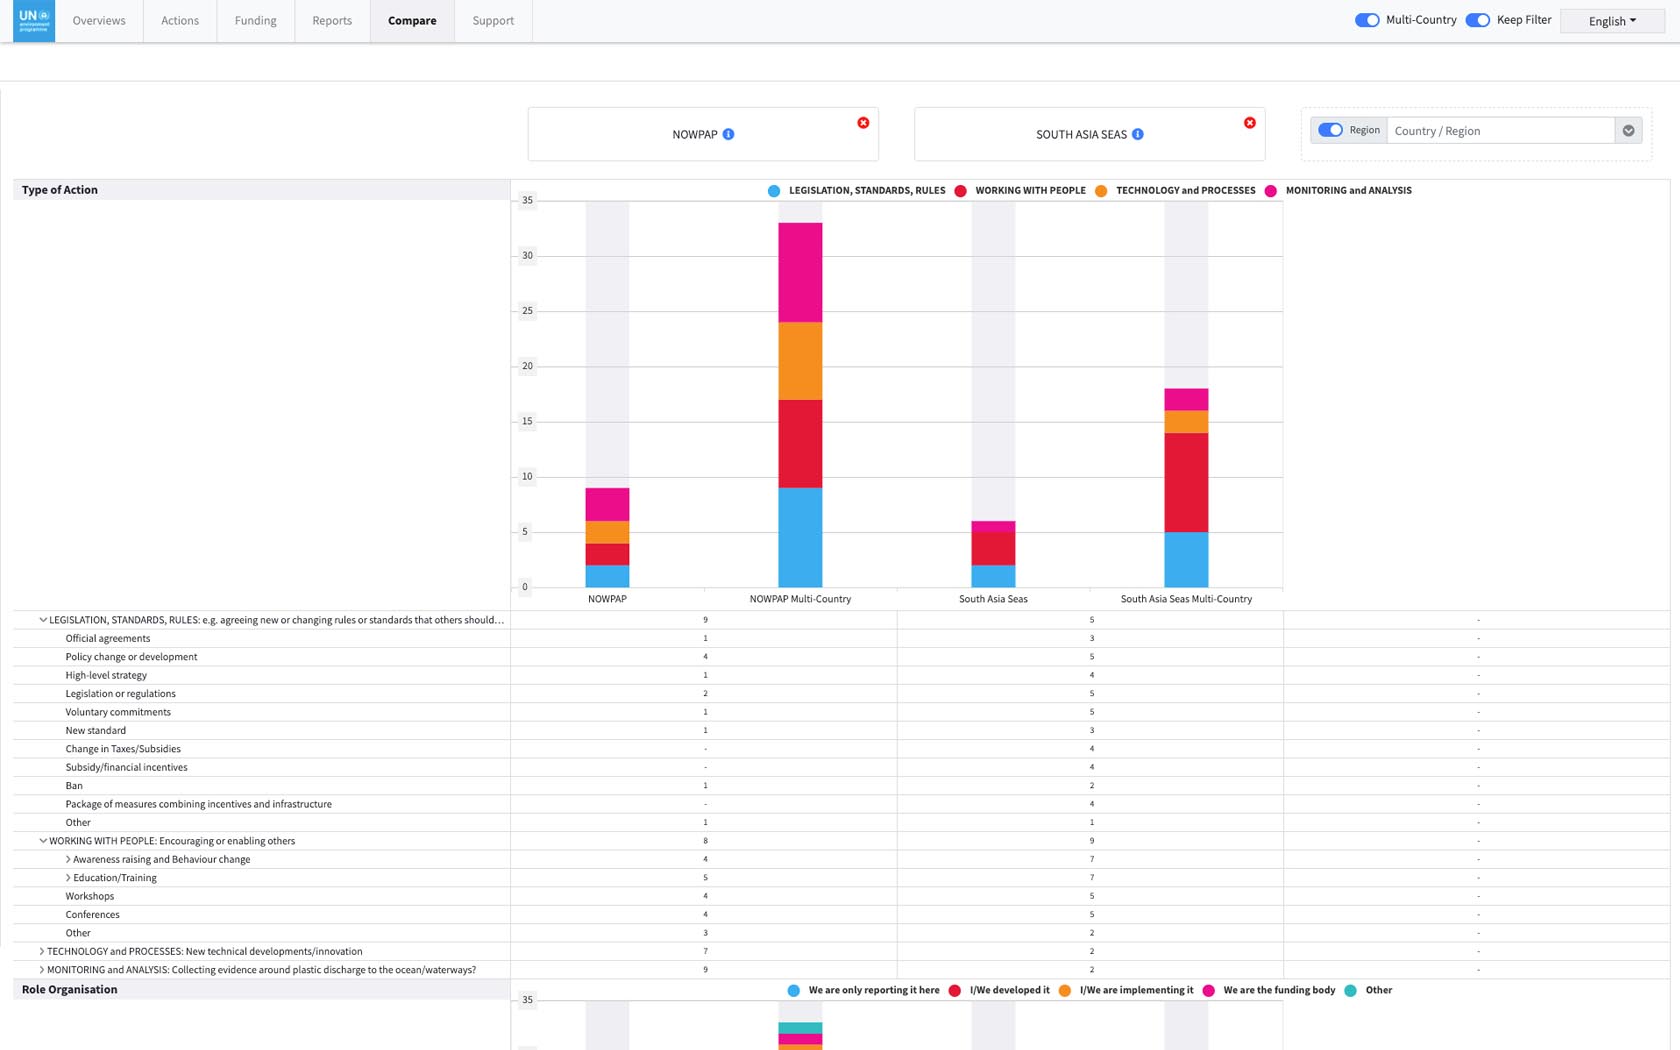 UN
environment
programme
Overviews
Actions
Funding
Reports
Compare
Support
Multi-Country
Keep Filter
English
NOWPAP
SOUTH ASIA SEAS
Region
Country / Region
Type of Action
LEGISLATION, STANDARDS, RULES
WORKING WITH PEOPLE
TECHNOLOGY and PROCESSES
MONITORING and ANALYSIS
35
30
25
20
15
10
5
0
NOWPAP
NOWPAP Multi-Country
South Asia Seas
South Asia Seas Multi-Country
LEGISLATION, STANDARDS, RULES: e.g. agreeing new or changing rules or standards that others should... 9 5 -
Official agreements 1 3 -
Policy change or development 4 5 -
High-level strategy 1 4 -
Legislation or regulations 2 5 -
Voluntary commitments 1 5 -
New standard 1 3 -
Change in Taxes/Subsidies - 4 -
Subsidy/financial incentives - 4 -
Ban 1 2 -
Package of measures combining incentives and infrastructure - 4 -
Other 1 1 -
WORKING WITH PEOPLE: Encouraging or enabling others 8 9 -
Awareness raising and Behaviour change 4 7 -
Education/Training 5 7 -
Workshops 4 5 -
Conferences 4 5 -
Other 3 2 -
TECHNOLOGY and PROCESSES: New technical developments/innovation 7 2 -
MONITORING and ANALYSIS: Collecting evidence around plastic discharge to the ocean/waterways? 9 2 -
Role Organisation
We are only reporting it here
I/We developed it
I/We are implementing it
We are the funding body
Other
35